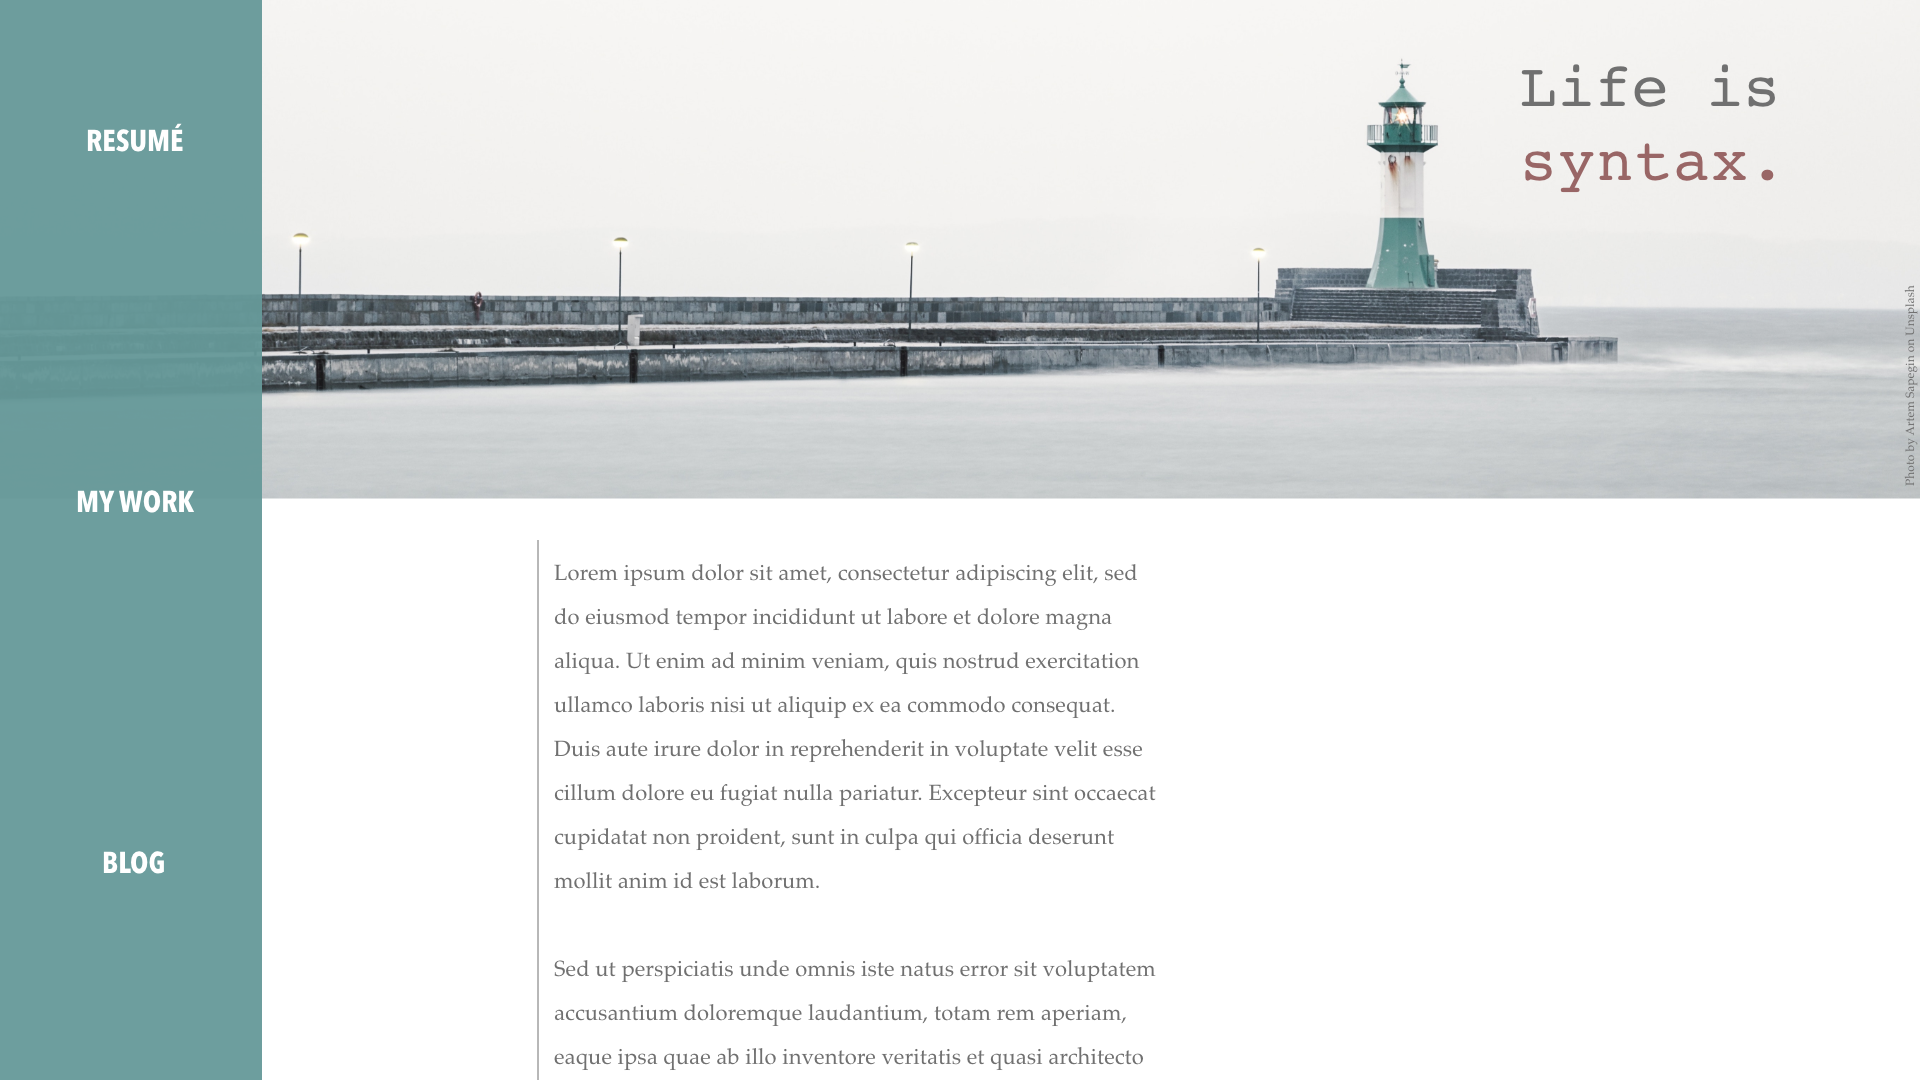 RESUMÉ
MY WORK
BLOG
Life is
syntax.
Photo by Artem Sapegin on Unsplash
Lorem ipsum dolor sit amet, consectetur adipiscing elit, sed
do eiusmod tempor incididunt ut labore et dolore magna
aliqua. Ut enim ad minim veniam, quis nostrud exercitation
ullamco laboris nisi ut aliquip ex ea commodo consequat.
Duis aute irure dolor in reprehenderit in voluptate velit esse
cillum dolore eu fugiat nulla pariatur. Excepteur sint occaecat
cupidatat non proident, sunt in culpa qui officia deserunt
mollit anim id est laborum.
Sed ut perspiciatis unde omnis iste natus error sit voluptatem
accusantium doloremque laudantium, totam rem aperiam,
eaque ipsa quae ab illo inventore veritatis et quasi architecto